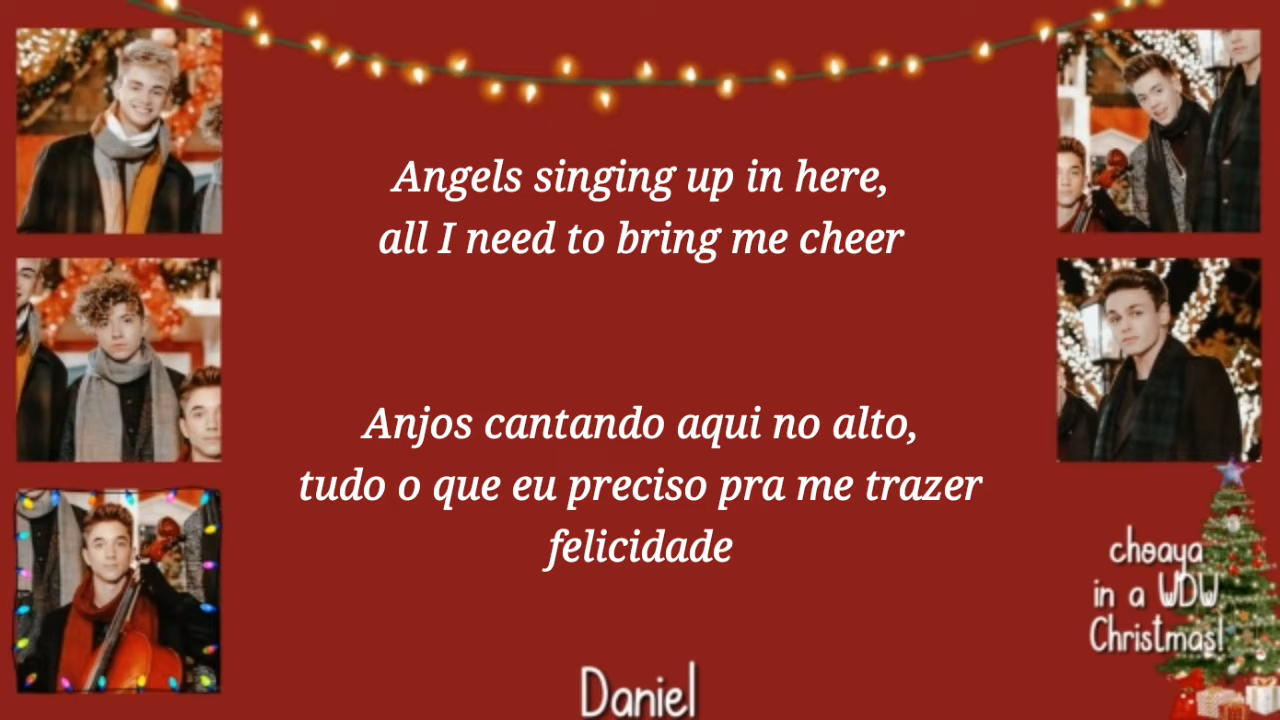 Angels singing up in here,
all I need to bring me cheer
Anjos cantando aqui no alto,
tudo o que eu preciso pra me trazer
felicidade
choaya
in a WDW
Christmas!
Daniel